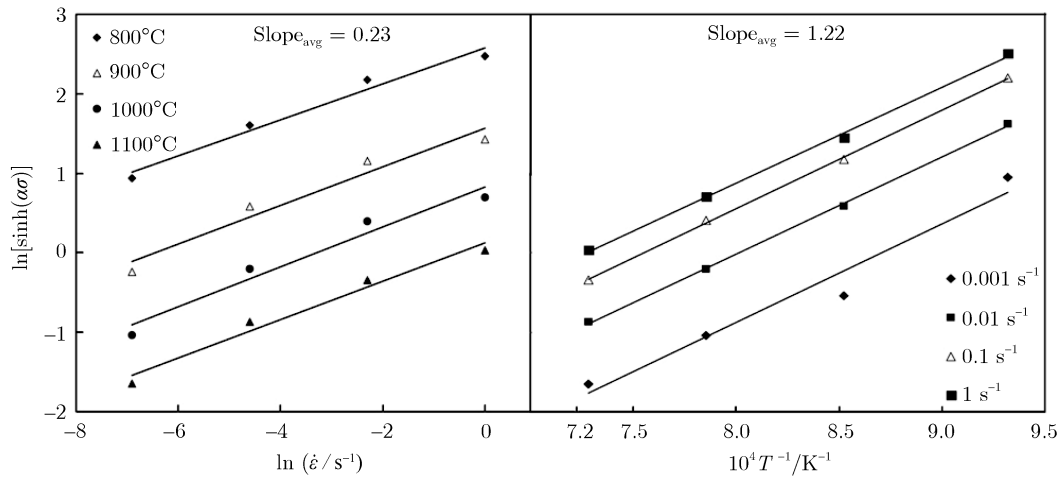 Slope_avg = 0.23
800°C
900°C
1000°C
1100°C
3
2
1
0
−1
−2
ln[sinh(ασ)]
−8
−6
−4
−2
0
ln (ε̇ / s⁻¹)
Slope_avg = 1.22
0.001 s⁻¹
0.01 s⁻¹
0.1 s⁻¹
1 s⁻¹
7.2
7.5
8.0
8.5
9.0
9.5
10⁴ T ⁻¹/K⁻¹